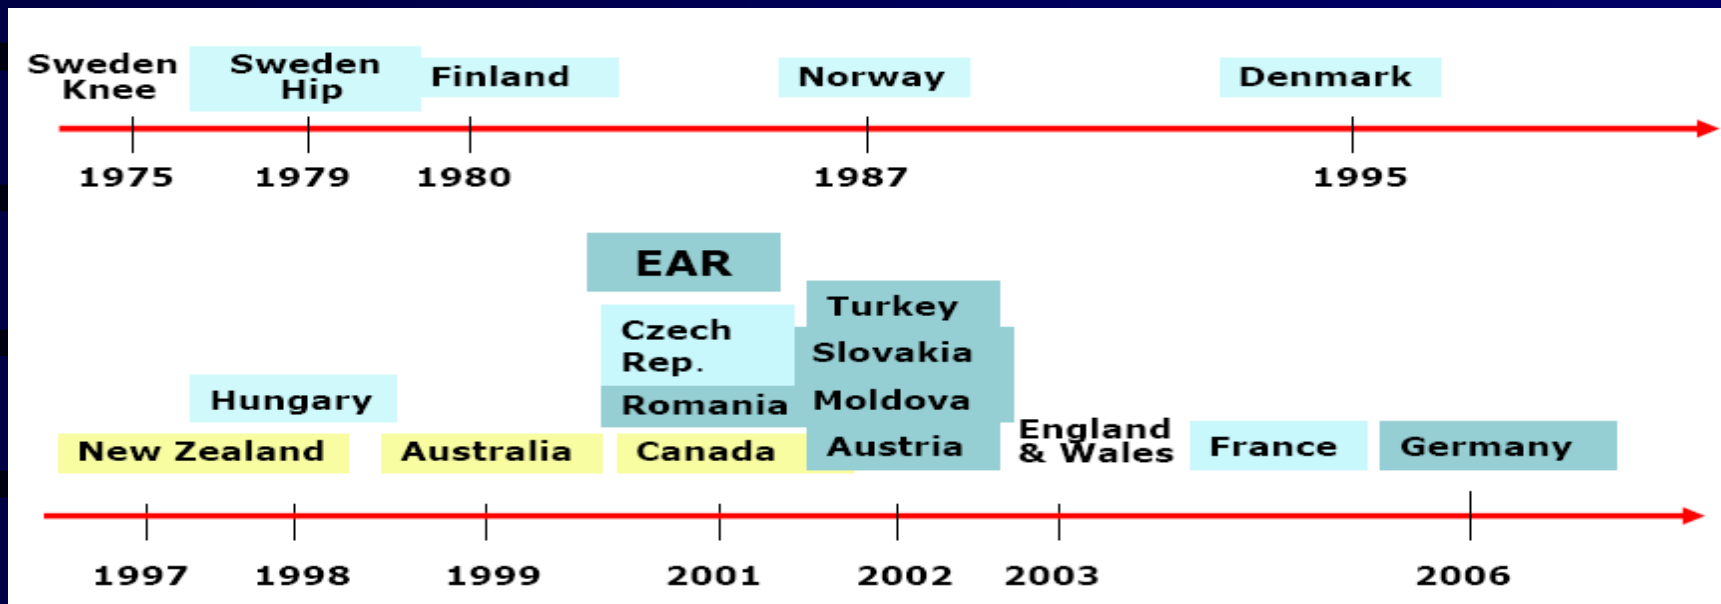 Sweden Knee
Sweden Hip
Finland
Norway
Denmark
1975
1979
1980
1987
1995
EAR
Turkey
Czech
Rep.
Slovakia
Hungary
Romania
Moldova
New Zealand
Australia
Canada
Austria
England
& Wales
France
Germany
1997
1998
1999
2001
2002
2003
2006